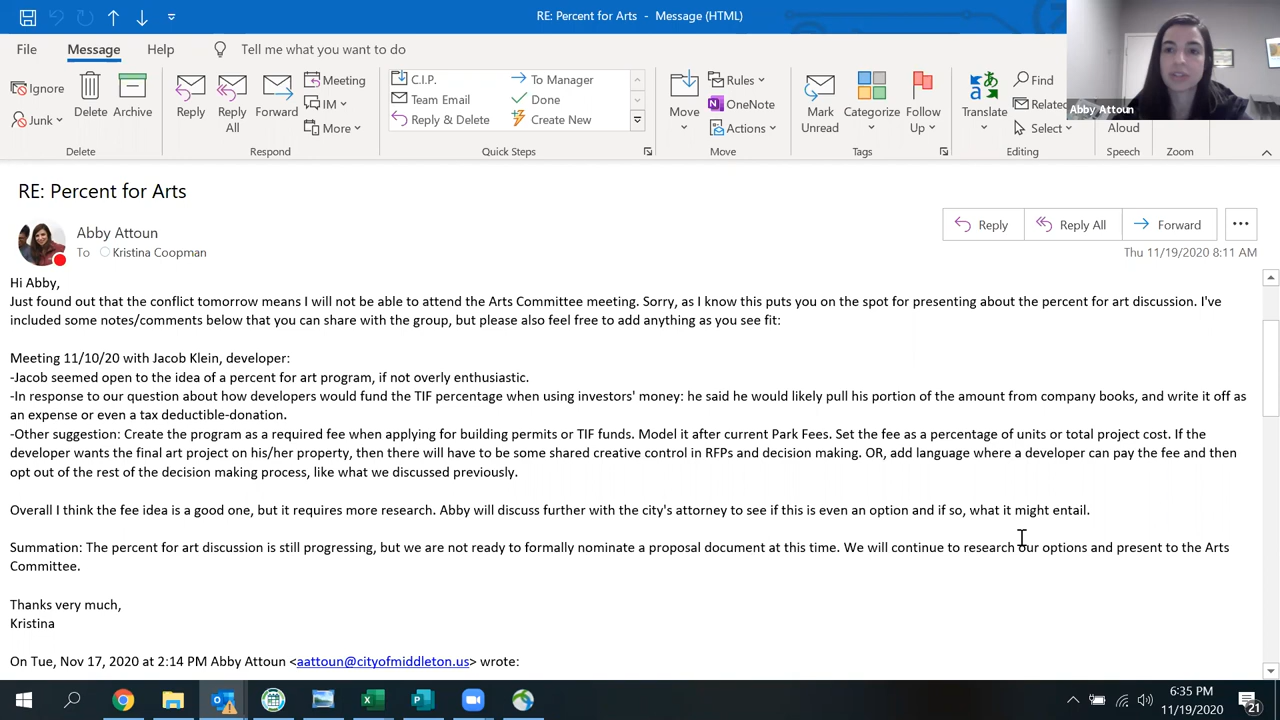 RE: Percent for Arts - Message (HTML)
File Message Help Tell me what you want to do
Ignore
Junk
Delete
Archive
Reply
Reply All
Forward
Meeting
IM
More
C.I.P.
Team Email
Reply & Delete
To Manager
Done
Create New
Move
Rules
OneNote
Actions
Mark Unread
Categorize
Follow Up
Translate
Find
Relate
Select
Aloud
Abby Attoun
Delete Respond Quick Steps Move Tags Editing Speech Zoom
RE: Percent for Arts
Abby Attoun
To Kristina Coopman
Reply Reply All Forward
Thu 11/19/2020 8:11 AM
Hi Abby,
Just found out that the conflict tomorrow means I will not be able to attend the Arts Committee meeting. Sorry, as I know this puts you on the spot for presenting about the percent for art discussion. I've
included some notes/comments below that you can share with the group, but please also feel free to add anything as you see fit:
Meeting 11/10/20 with Jacob Klein, developer:
-Jacob seemed open to the idea of a percent for art program, if not overly enthusiastic.
-In response to our question about how developers would fund the TIF percentage when using investors' money: he said he would likely pull his portion of the amount from company books, and write it off as
an expense or even a tax deductible-donation.
-Other suggestion: Create the program as a required fee when applying for building permits or TIF funds. Model it after current Park Fees. Set the fee as a percentage of units or total project cost. If the
developer wants the final art project on his/her property, then there will have to be some shared creative control in RFPs and decision making. OR, add language where a developer can pay the fee and then
opt out of the rest of the decision making process, like what we discussed previously.
Overall I think the fee idea is a good one, but it requires more research. Abby will discuss further with the city's attorney to see if this is even an option and if so, what it might entail.
Summation: The percent for art discussion is still progressing, but we are not ready to formally nominate a proposal document at this time. We will continue to research our options and present to the Arts
Committee.
Thanks very much,
Kristina
On Tue, Nov 17, 2020 at 2:14 PM Abby Attoun <aattoun@cityofmiddleton.us> wrote:
6:35 PM
11/19/2020
21